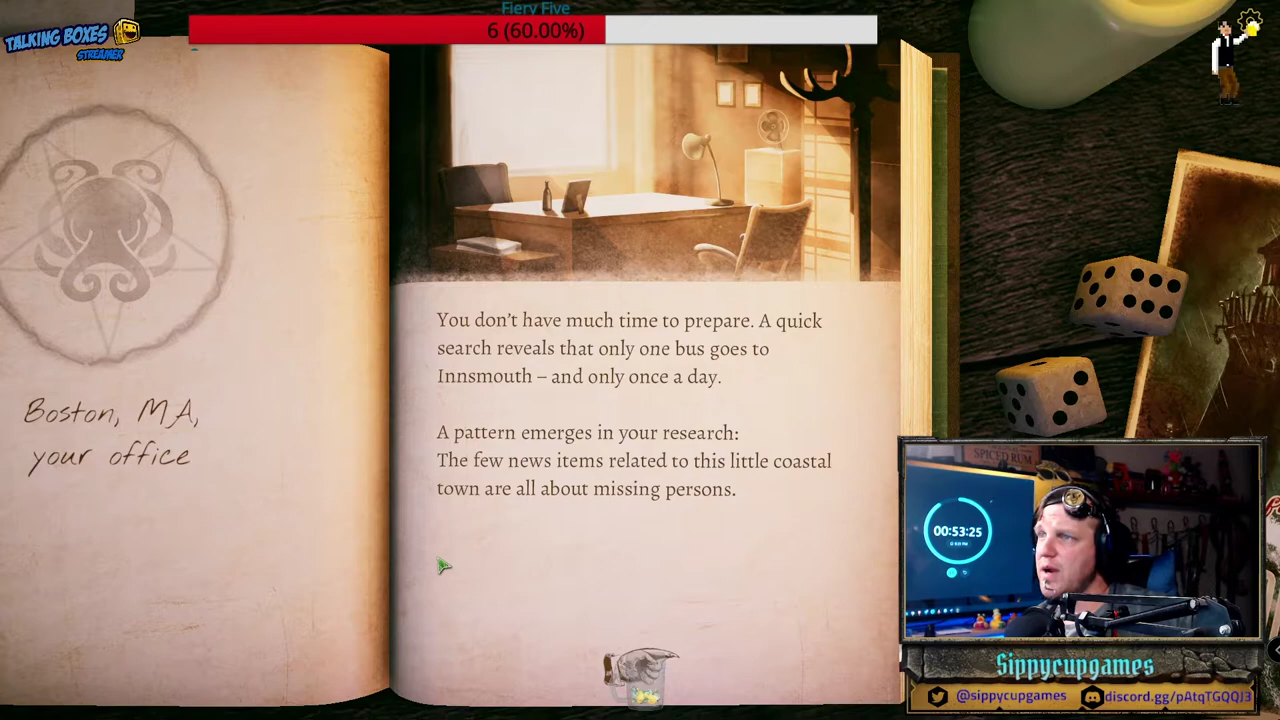 Fiery Five
6 (60.00%)
TALKING BOXES
STREAMER
You don't have much time to prepare. A quick
search reveals that only one bus goes to
Innsmouth – and only once a day.
A pattern emerges in your research:
The few news items related to this little coastal
town are all about missing persons.
Boston, MA,
your office
SPICED RUM
00:53:25
Sippycupgames
@sippycupgames
discord.gg/pAtqTGQQJ3